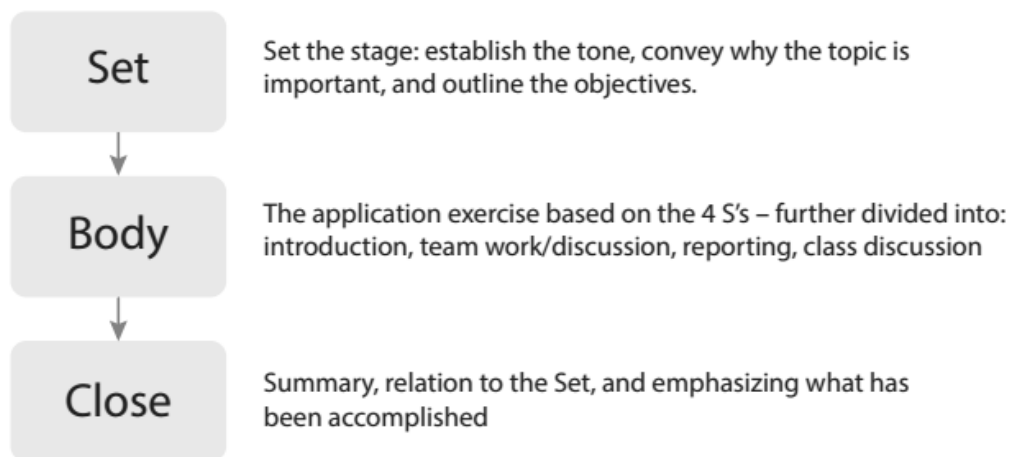 Set
Set the stage: establish the tone, convey why the topic is
important, and outline the objectives.
Body
The application exercise based on the 4 S's – further divided into:
introduction, team work/discussion, reporting, class discussion
Close
Summary, relation to the Set, and emphasizing what has
been accomplished